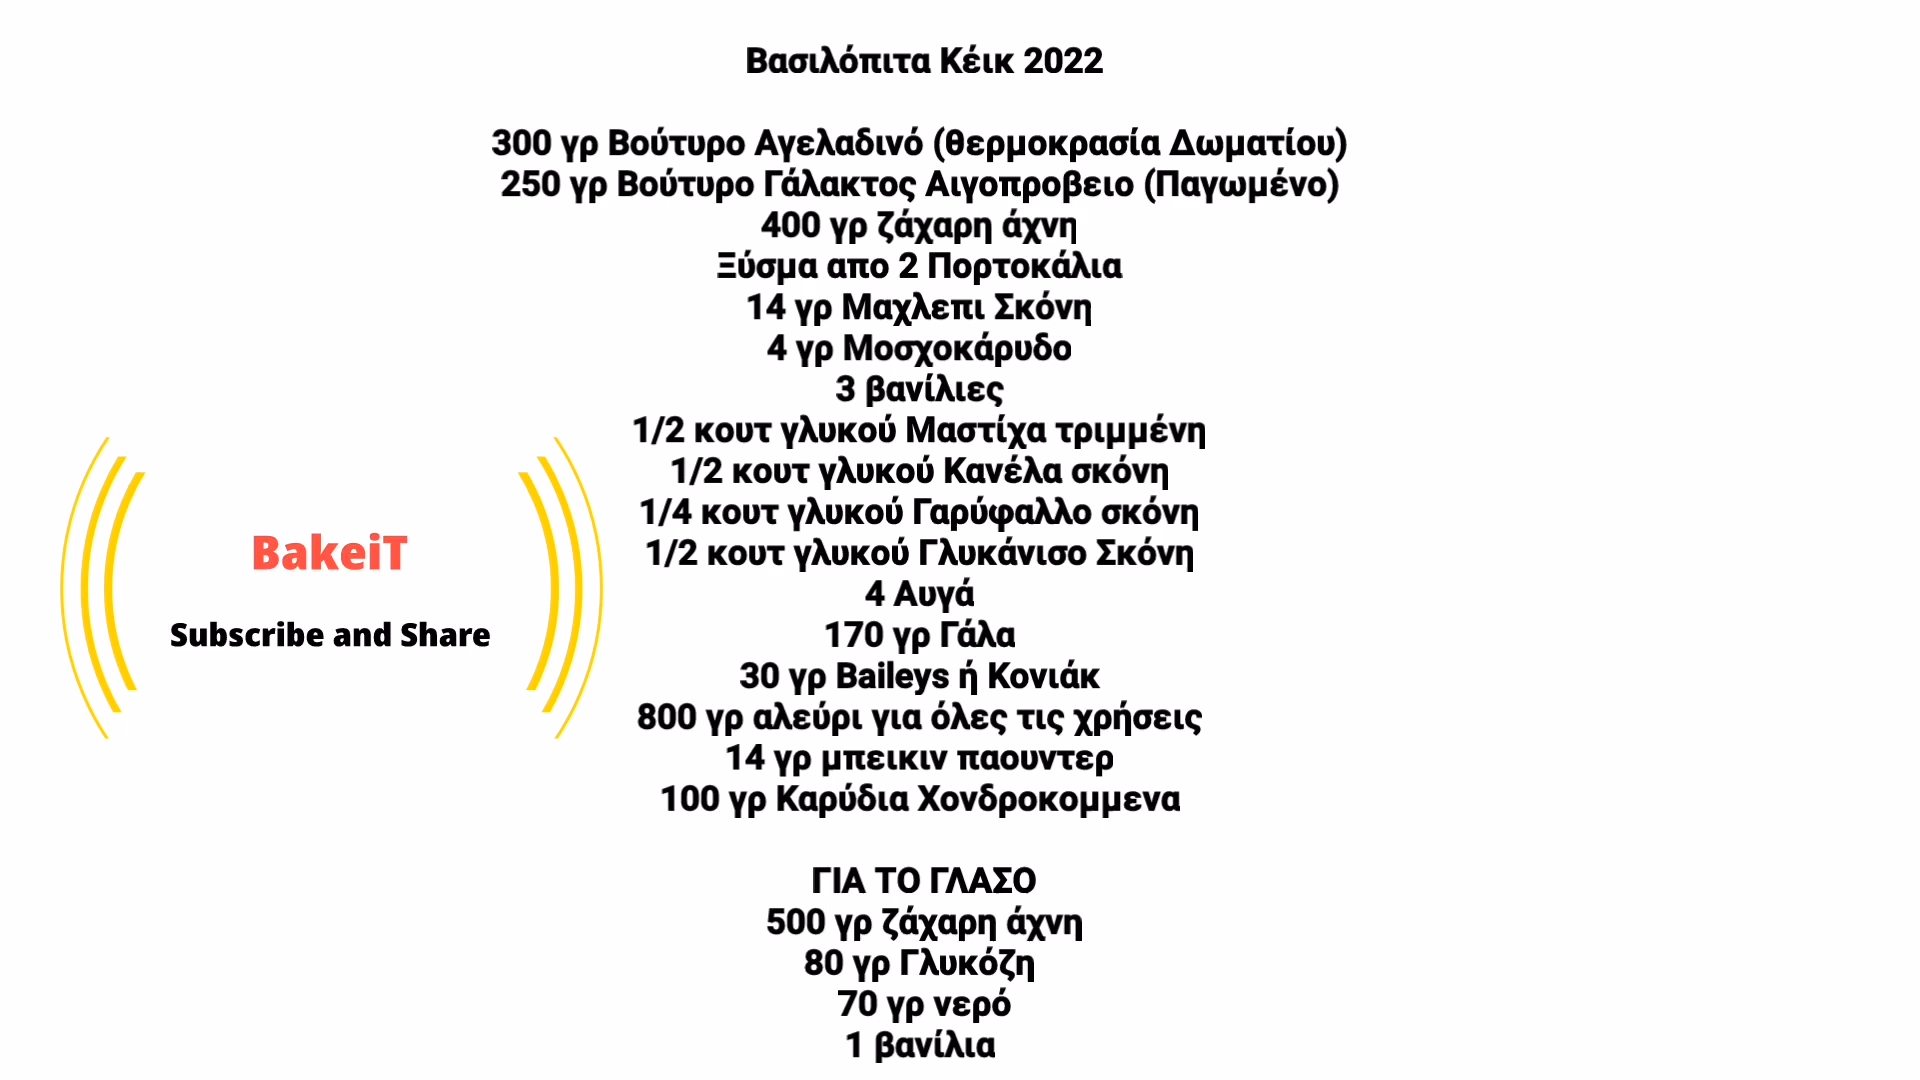 Βασιλόπιτα Κέικ 2022
300 γρ Βούτυρο Αγελαδινό (θερμοκρασία Δωματίου)
250 γρ Βούτυρο Γάλακτος Αιγοπροβειο (Παγωμένο)
400 γρ ζάχαρη άχνη
Ξύσμα απο 2 Πορτοκάλια
14 γρ Μαχλεπι Σκόνη
4 γρ Μοσχοκάρυδο
3 βανίλιες
1/2 κουτ γλυκού Μαστίχα τριμμένη
1/2 κουτ γλυκού Κανέλα σκόνη
1/4 κουτ γλυκού Γαρύφαλλο σκόνη
1/2 κουτ γλυκού Γλυκάνισο Σκόνη
4 Αυγά
170 γρ Γάλα
30 γρ Baileys ή Κονιάκ
800 γρ αλεύρι για όλες τις χρήσεις
14 γρ μπεικιν παουντερ
100 γρ Καρύδια Χονδροκομμενα
ΓΙΑ ΤΟ ΓΛΑΣΟ
500 γρ ζάχαρη άχνη
80 γρ Γλυκόζη
70 γρ νερό
1 βανίλια
BakeiT
Subscribe and Share